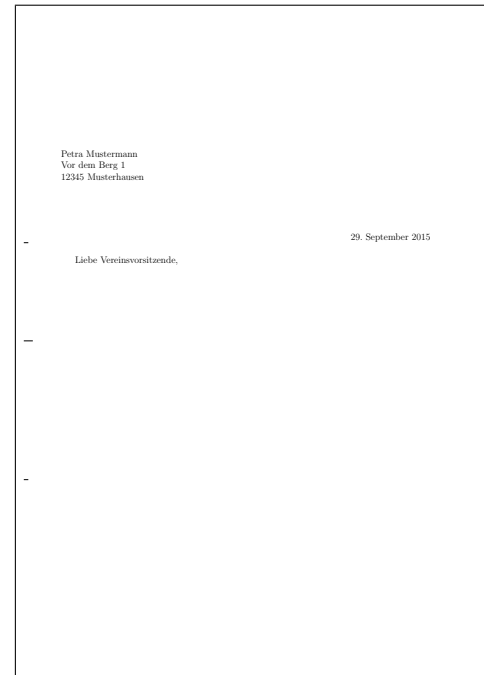 Petra Mustermann
Vor dem Berg 1
12345 Musterhausen
29. September 2015
Liebe Vereinsvorsitzende,